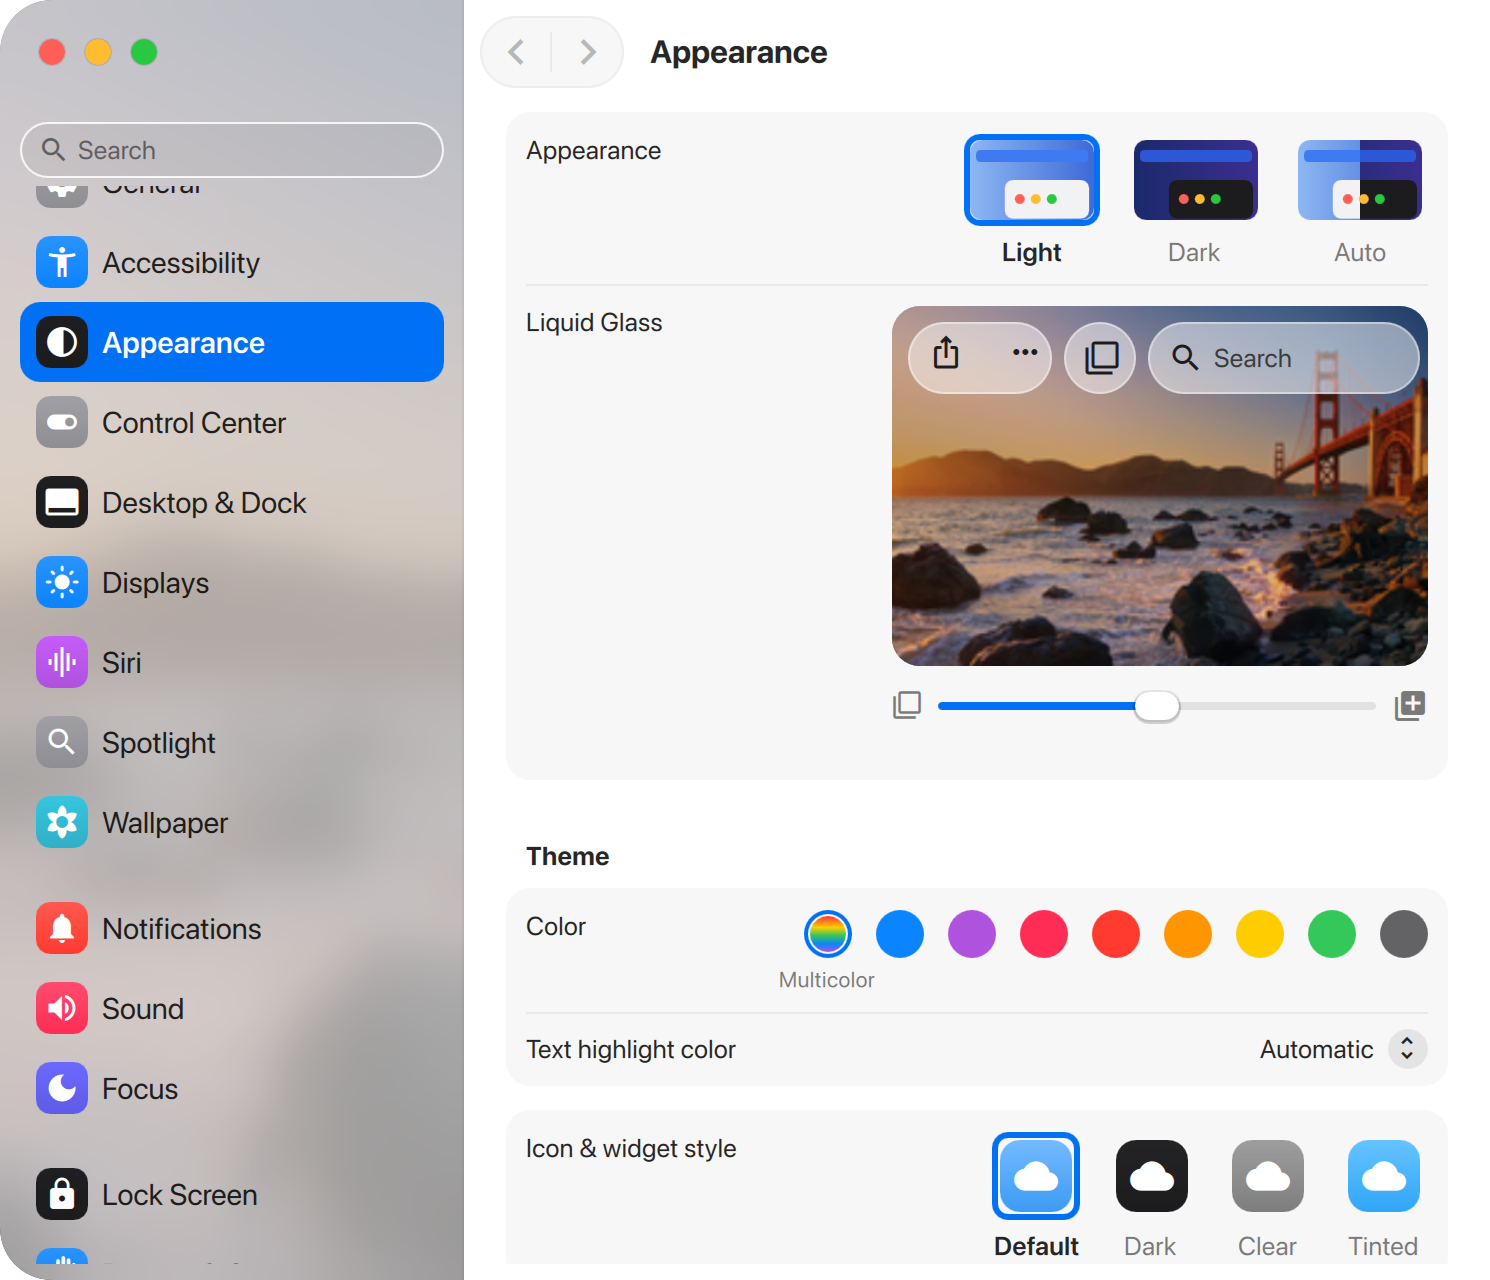 Appearance
Search
General
Accessibility
Appearance
Control Center
Desktop & Dock
Displays
Siri
Spotlight
Wallpaper
Notifications
Sound
Focus
Lock Screen
Appearance
Light
Dark
Auto
Liquid Glass
Search
Theme
Color
Multicolor
Text highlight color
Automatic
Icon & widget style
Default
Dark
Clear
Tinted